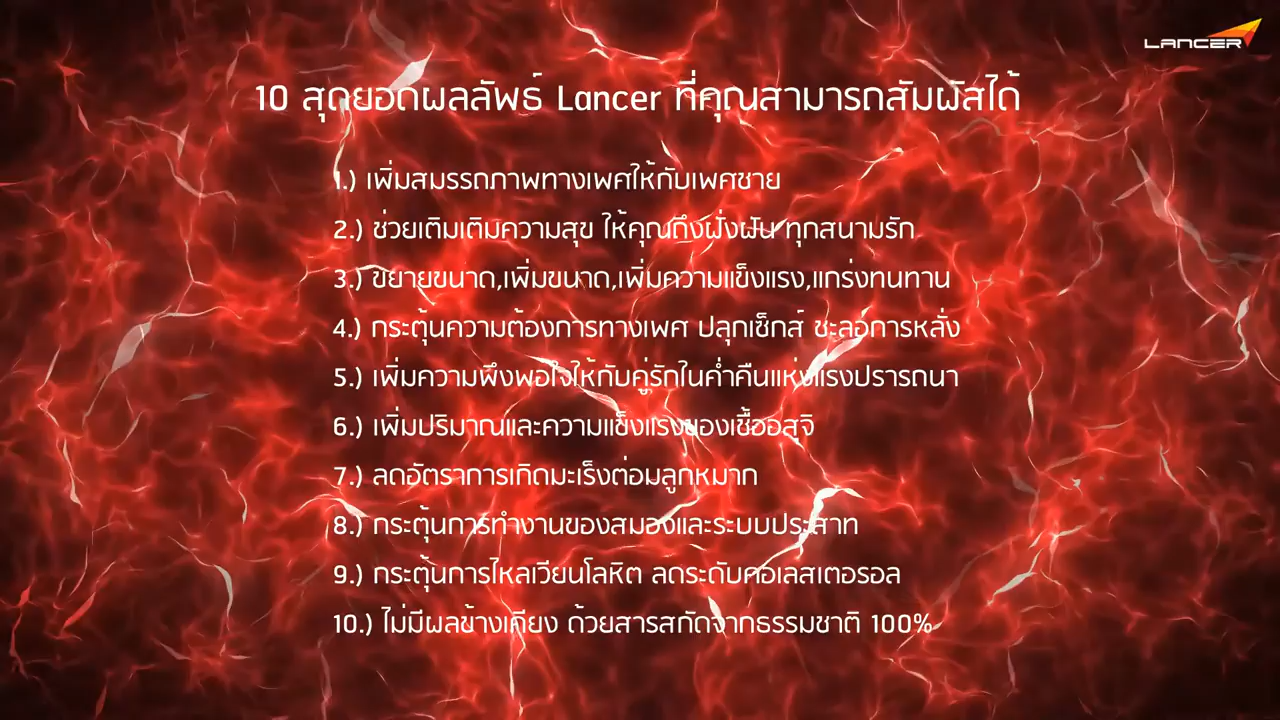 LANCER
10 สุดยอดผลลัพธ์ Lancer ที่คุณสามารถสัมผัสได้
1.) เพิ่มสมรรถภาพทางเพศให้กับเพศชาย
2.) ช่วยเติมเติมความสุข ให้คุณถึงฝั่งฝัน ทุกสนามรัก
3.) ขยายขนาด,เพิ่มขนาด,เพิ่มความแข็งแรง,แกร่งทนทาน
4.) กระตุ้นความต้องการทางเพศ ปลุกเซ็กส์ ชะลอการหลั่ง
5.) เพิ่มความพึงพอใจให้กับคู่รักในค่ำคืนแห่งแรงปรารถนา
6.) เพิ่มปริมาณและความแข็งแรงของเชื้ออสุจิ
7.) ลดอัตราการเกิดมะเร็งต่อมลูกหมาก
8.) กระตุ้นการทำงานของสมองและระบบประสาท
9.) กระตุ้นการไหลเวียนโลหิต ลดระดับคอเลสเตอรอล
10.) ไม่มีผลข้างเคียง ด้วยสารสกัดจากธรรมชาติ 100%